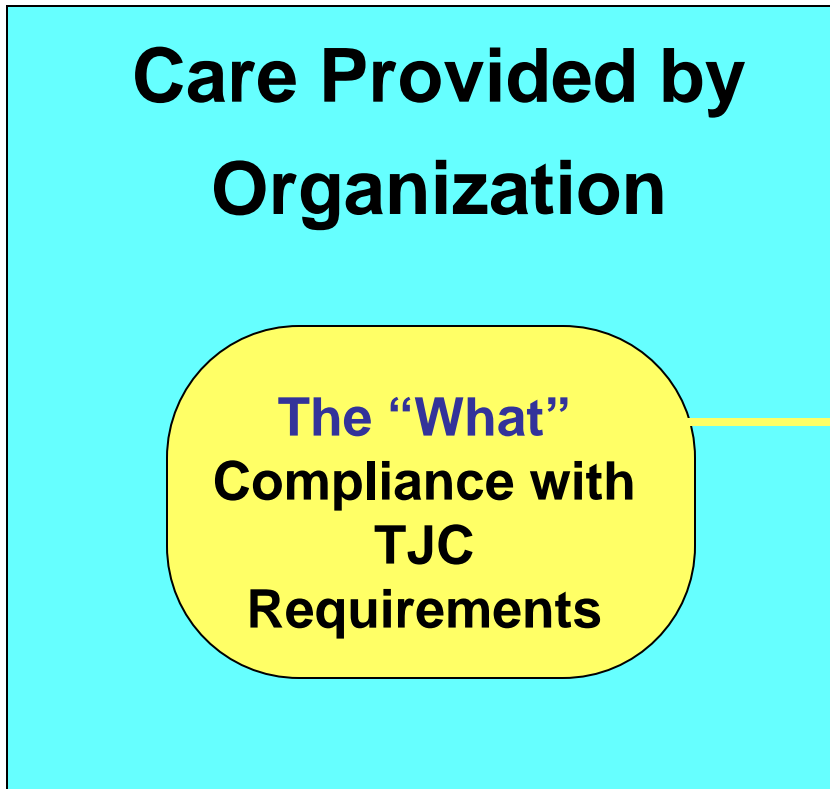 Care Provided by
Organization
The “What”
Compliance with
TJC
Requirements